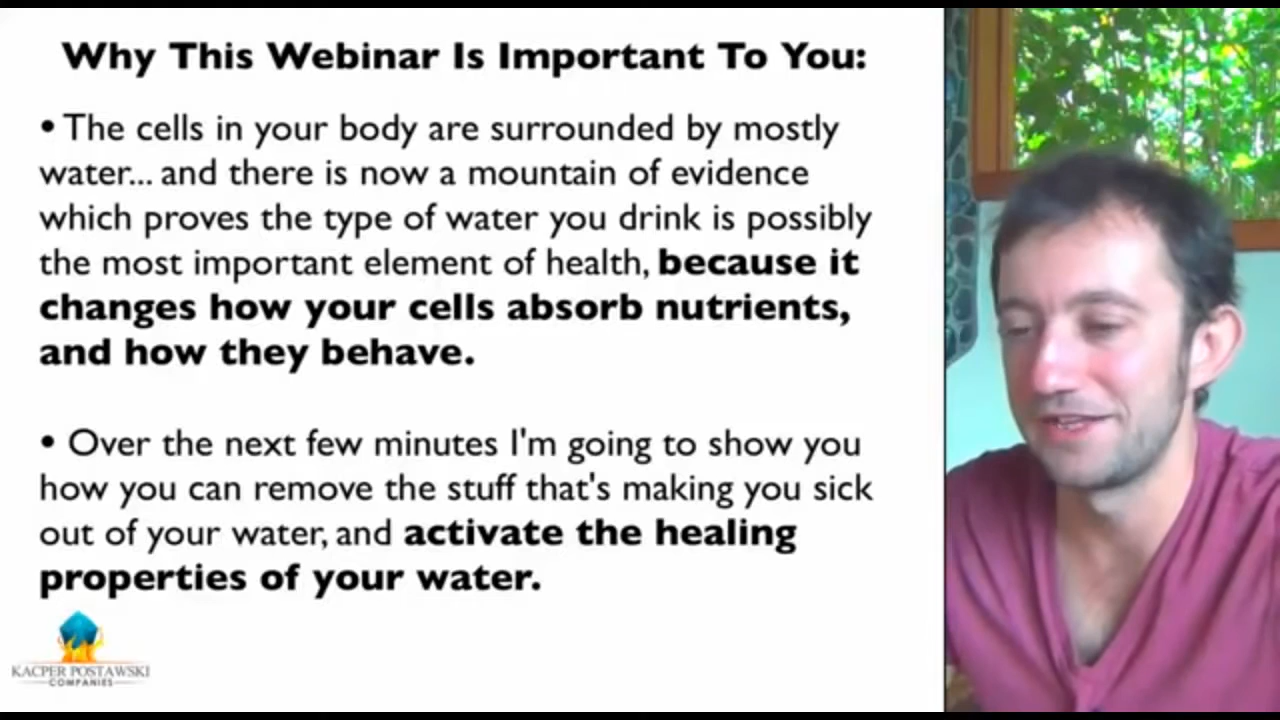 Why This Webinar Is Important To You:
• The cells in your body are surrounded by mostly
water... and there is now a mountain of evidence
which proves the type of water you drink is possibly
the most important element of health, because it
changes how your cells absorb nutrients,
and how they behave.
• Over the next few minutes I'm going to show you
how you can remove the stuff that's making you sick
out of your water, and activate the healing
properties of your water.
KACPER POSTAWSKI
COMPANIES